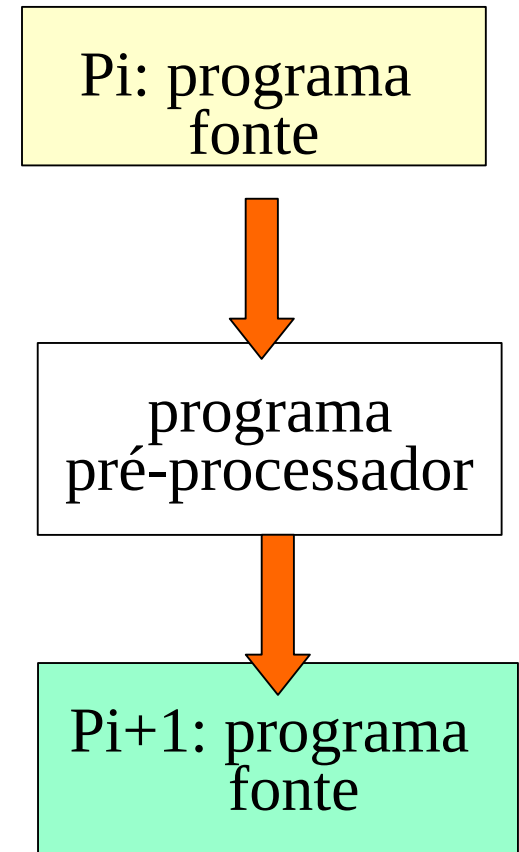 Pi: programa
fonte
programa
pré-processador
Pi+1: programa
fonte